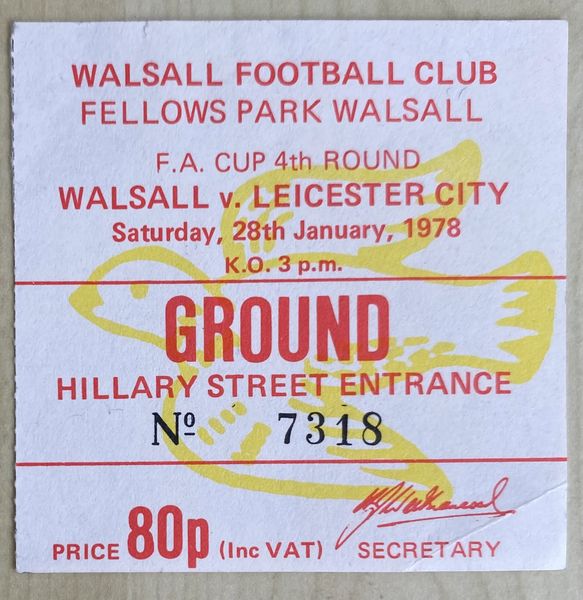 WALSALL FOOTBALL CLUB
FELLOWS PARK WALSALL
F.A. CUP 4th ROUND
WALSALL v. LEICESTER CITY
Saturday, 28th January, 1978
K.O. 3 p.m.
GROUND
HILLARY STREET ENTRANCE
Nº 7318
PRICE 80p (Inc VAT) SECRETARY